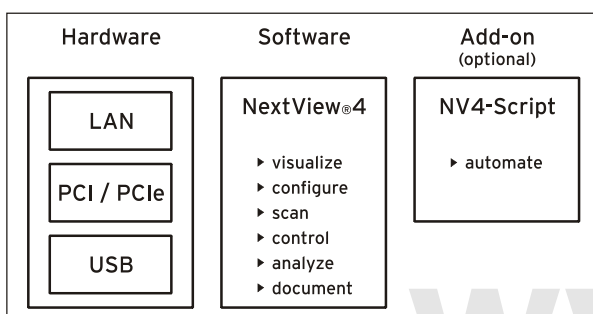 Hardware
LAN
PCI / PCIe
USB
Software
NextView®4
▸ visualize
▸ configure
▸ scan
▸ control
▸ analyze
▸ document
Add-on
(optional)
NV4-Script
▸ automate